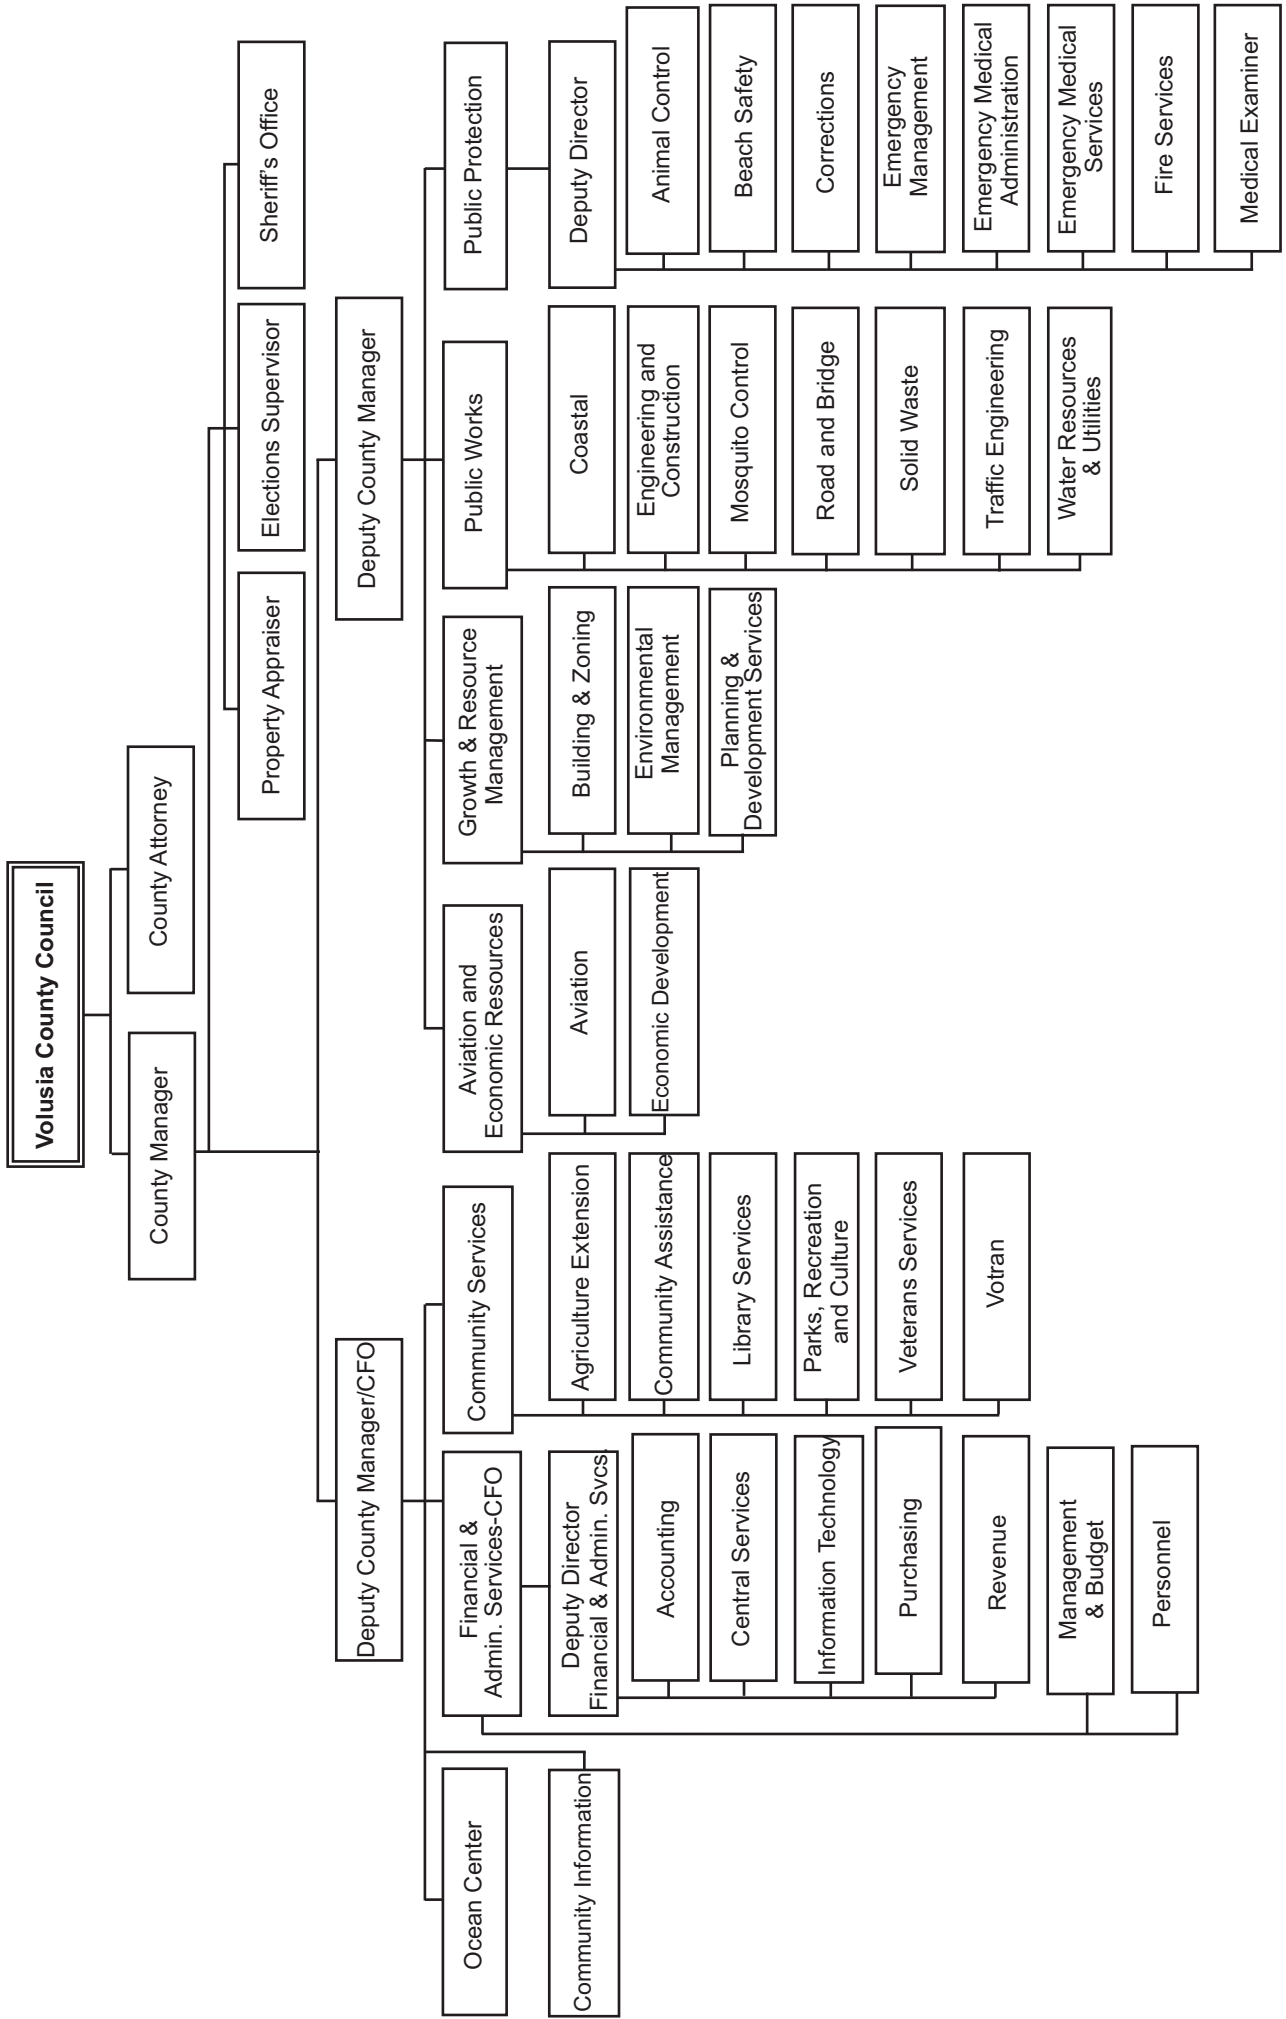 Volusia County Council
County Manager
County Attorney
Property Appraiser
Elections Supervisor
Sheriff's Office
Deputy County Manager/CFO
Deputy County Manager
Ocean Center
Community Information
Financial &
Admin. Services-CFO
Deputy Director
Financial & Admin. Svcs.
Accounting
Central Services
Information Technology
Purchasing
Revenue
Management
& Budget
Personnel
Community Services
Agriculture Extension
Community Assistance
Library Services
Parks, Recreation
and Culture
Veterans Services
Votran
Aviation and
Economic Resources
Aviation
Economic Development
Growth & Resource
Management
Building & Zoning
Environmental
Management
Planning &
Development Services
Public Works
Coastal
Engineering and
Construction
Mosquito Control
Road and Bridge
Solid Waste
Traffic Engineering
Water Resources
& Utilities
Public Protection
Deputy Director
Animal Control
Beach Safety
Corrections
Emergency
Management
Emergency Medical
Administration
Emergency Medical
Services
Fire Services
Medical Examiner